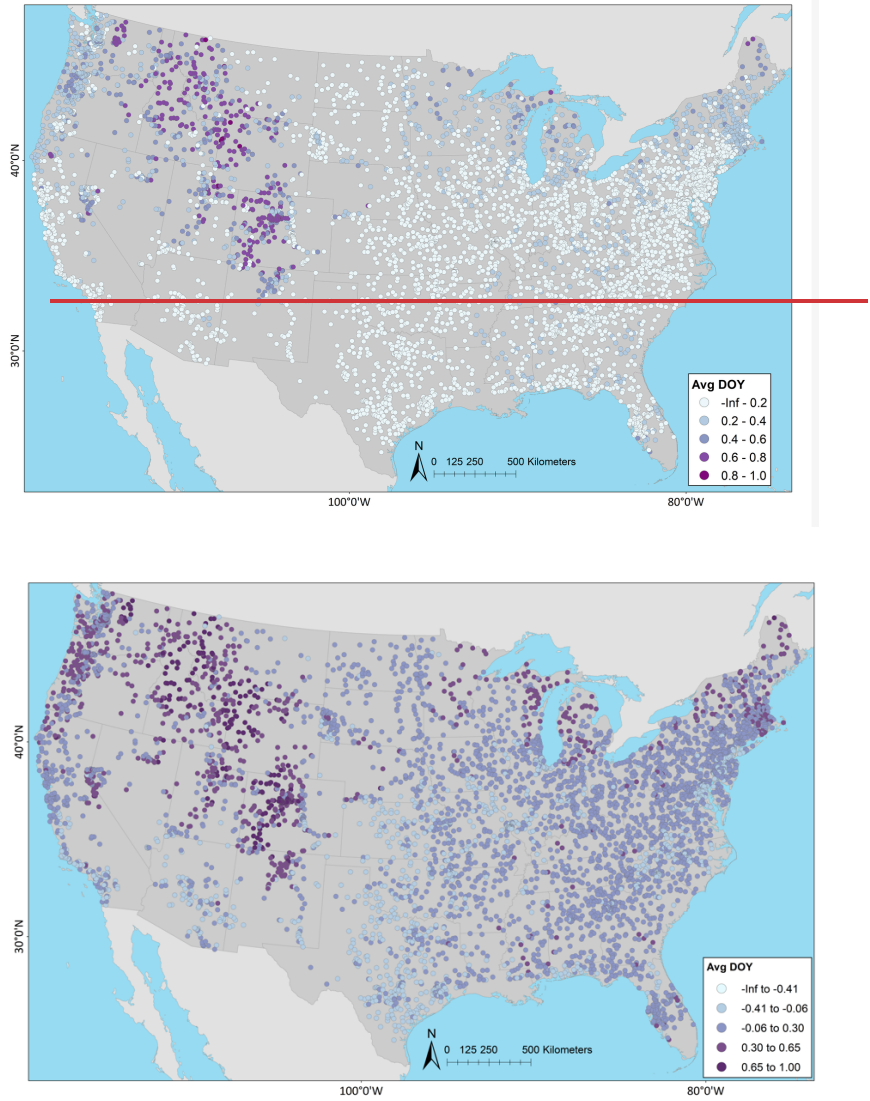 40°0'N
30°0'N
Avg DOY
-Inf - 0.2
0.2 - 0.4
0.4 - 0.6
0.6 - 0.8
0.8 - 1.0
N
0 125 250 500 Kilometers
100°0'W 80°0'W
40°0'N
30°0'N
Avg DOY
-Inf to -0.41
-0.41 to -0.06
-0.06 to 0.30
0.30 to 0.65
0.65 to 1.00
N
0 125 250 500 Kilometers
100°0'W 80°0'W